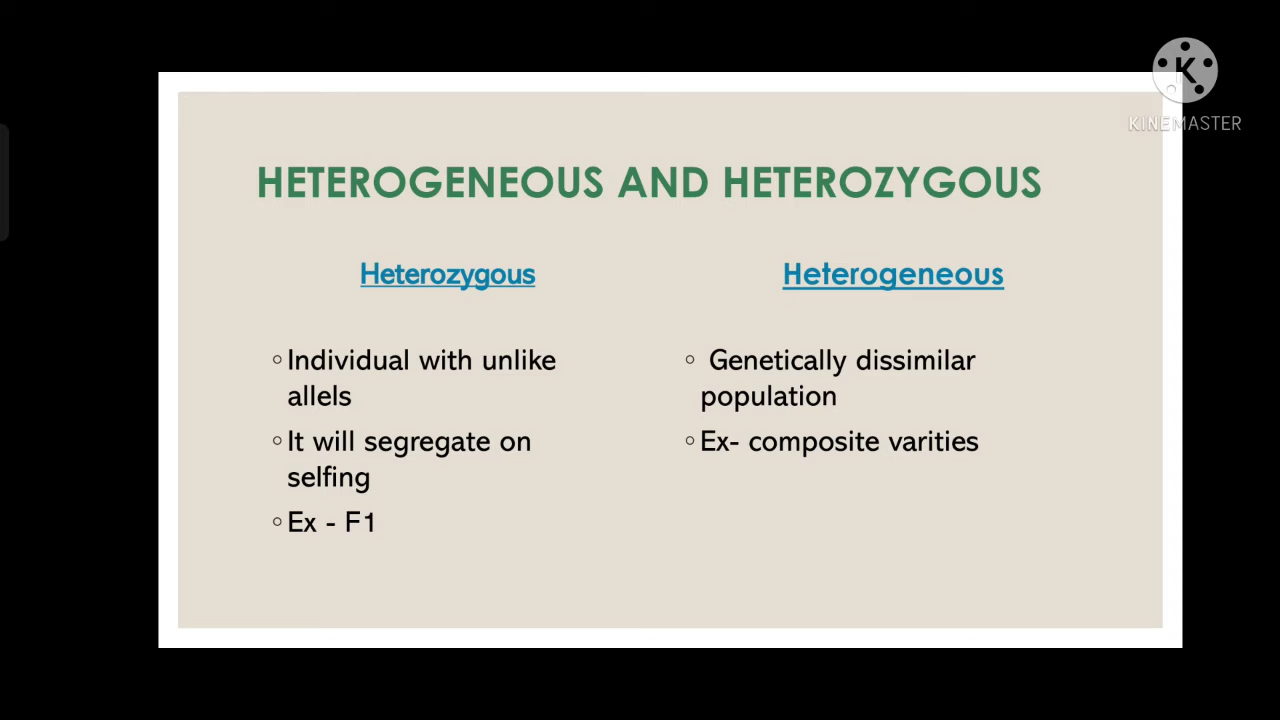 KINEMASTER
HETEROGENEOUS AND HETEROZYGOUS
Heterozygous
Individual with unlike
allels
It will segregate on
selfing
Ex - F1
Heterogeneous
Genetically dissimilar
population
Ex- composite varities